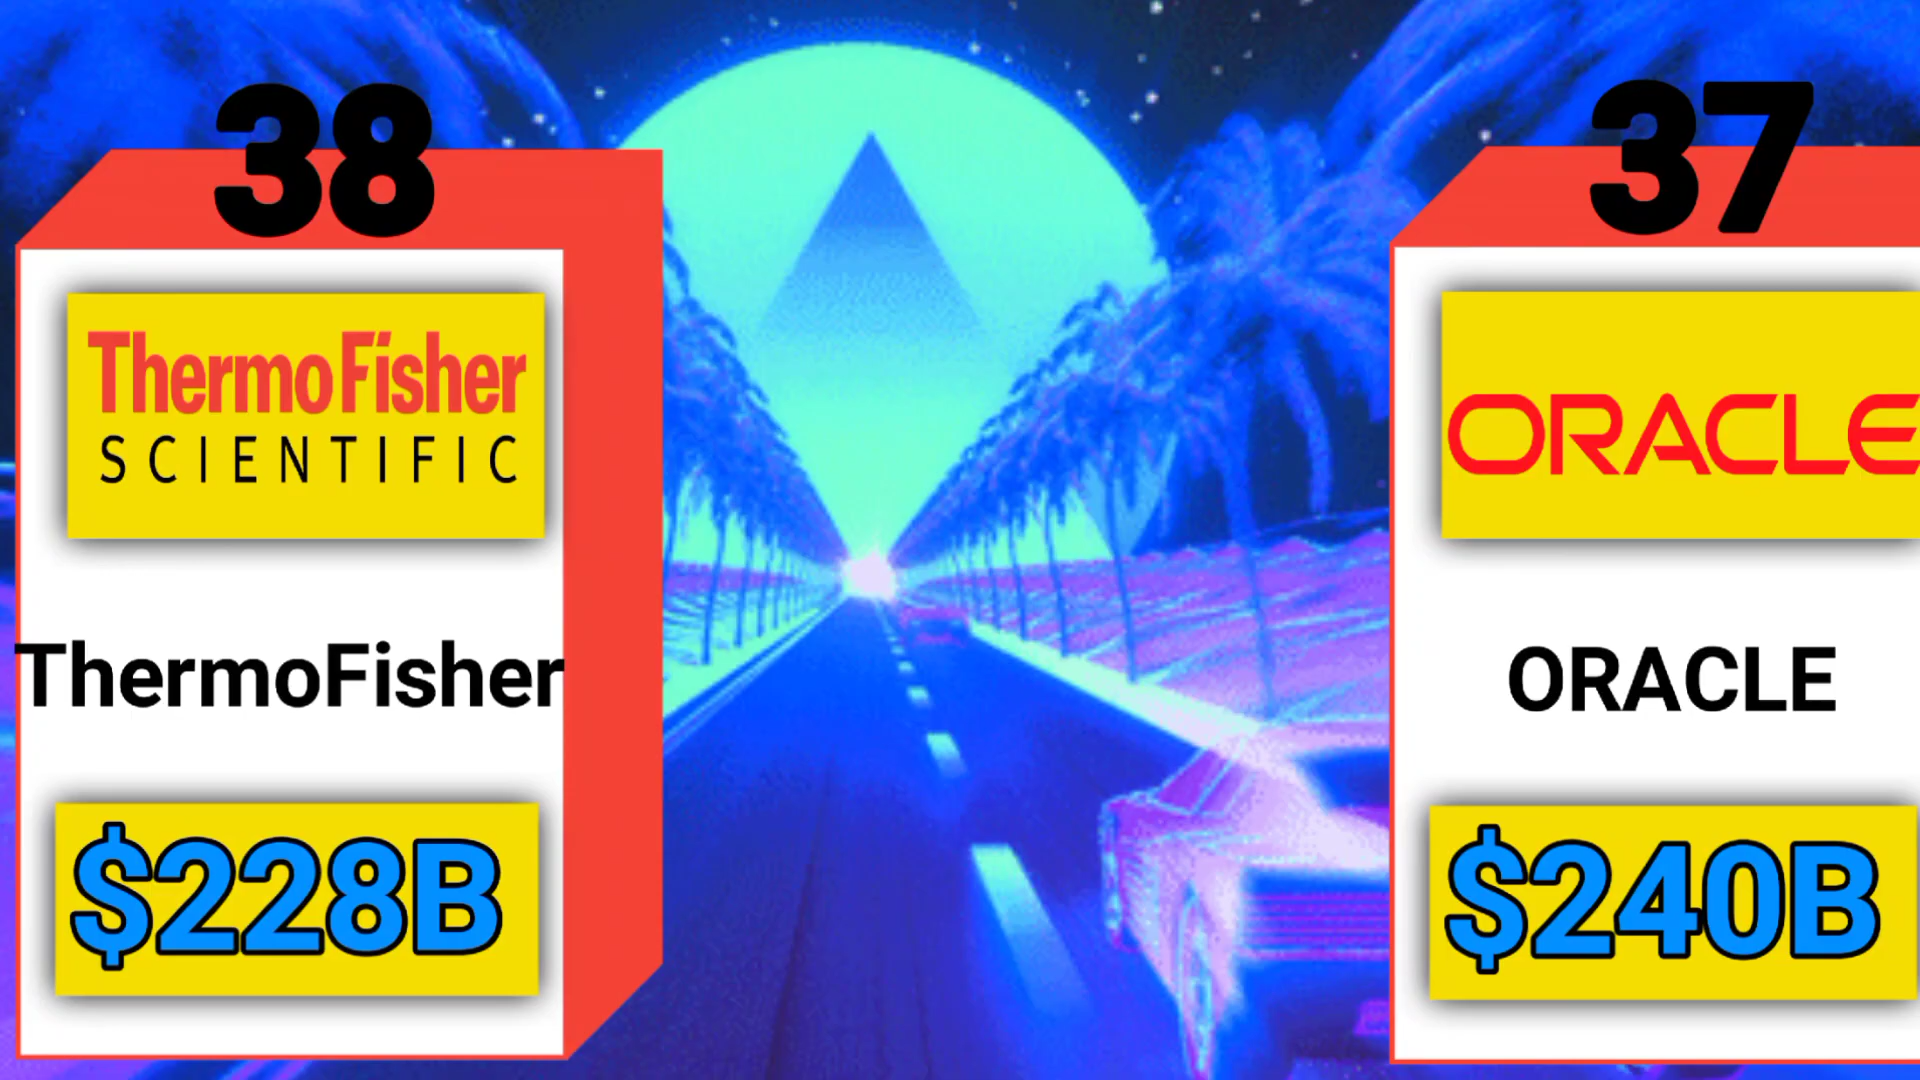 38
ThermoFisher
SCIENTIFIC
ThermoFisher
$228B
37
ORACLE
ORACLE
$240B